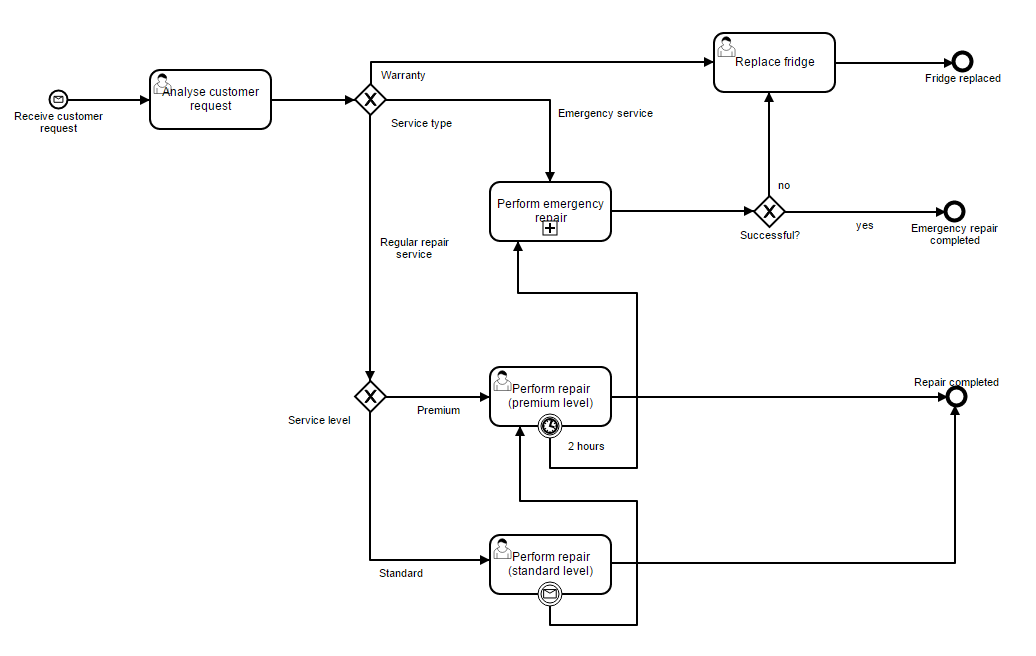 Replace fridge
Fridge replaced
Warranty
Analyse customer
request
Receive customer
request
Service type
Emergency service
Perform emergency
repair
no
Successful?
yes
Emergency repair
completed
Regular repair
service
Service level
Premium
Perform repair
(premium level)
2 hours
Repair completed
Standard
Perform repair
(standard level)